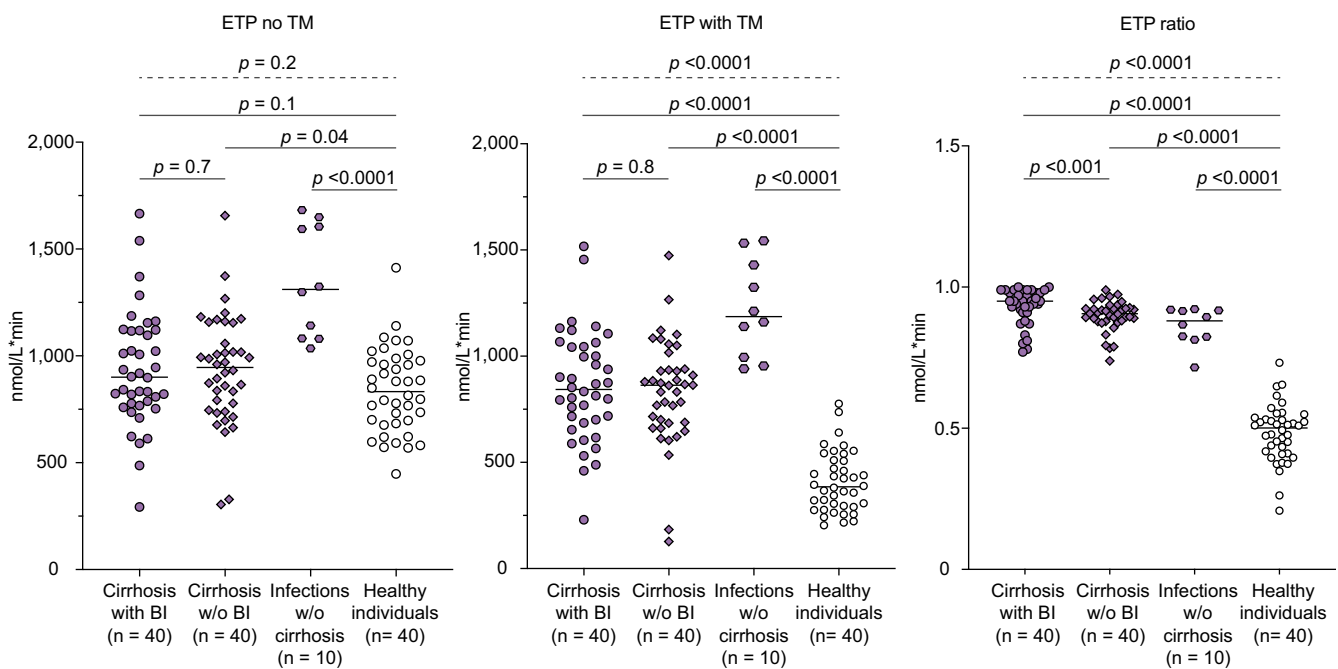 ETP no TM
p = 0.2
p = 0.1
p = 0.04
p = 0.7
p <0.0001
2,000
1,500
1,000
500
0
nmol/L*min
Cirrhosis
with BI
(n = 40)
Cirrhosis
w/o BI
(n = 40)
Infections
w/o
cirrhosis
(n = 10)
Healthy
individuals
(n= 40)
ETP with TM
p <0.0001
p <0.0001
p <0.0001
p = 0.8
p <0.0001
2,000
1,500
1,000
500
0
nmol/L*min
Cirrhosis
with BI
(n = 40)
Cirrhosis
w/o BI
(n = 40)
Infections
w/o
cirrhosis
(n = 10)
Healthy
individuals
(n= 40)
ETP ratio
p <0.0001
p <0.0001
p <0.0001
p <0.001
p <0.0001
1.5
1.0
0.5
0
nmol/L*min
Cirrhosis
with BI
(n = 40)
Cirrhosis
w/o BI
(n = 40)
Infections
w/o
cirrhosis
(n = 10)
Healthy
individuals
(n= 40)